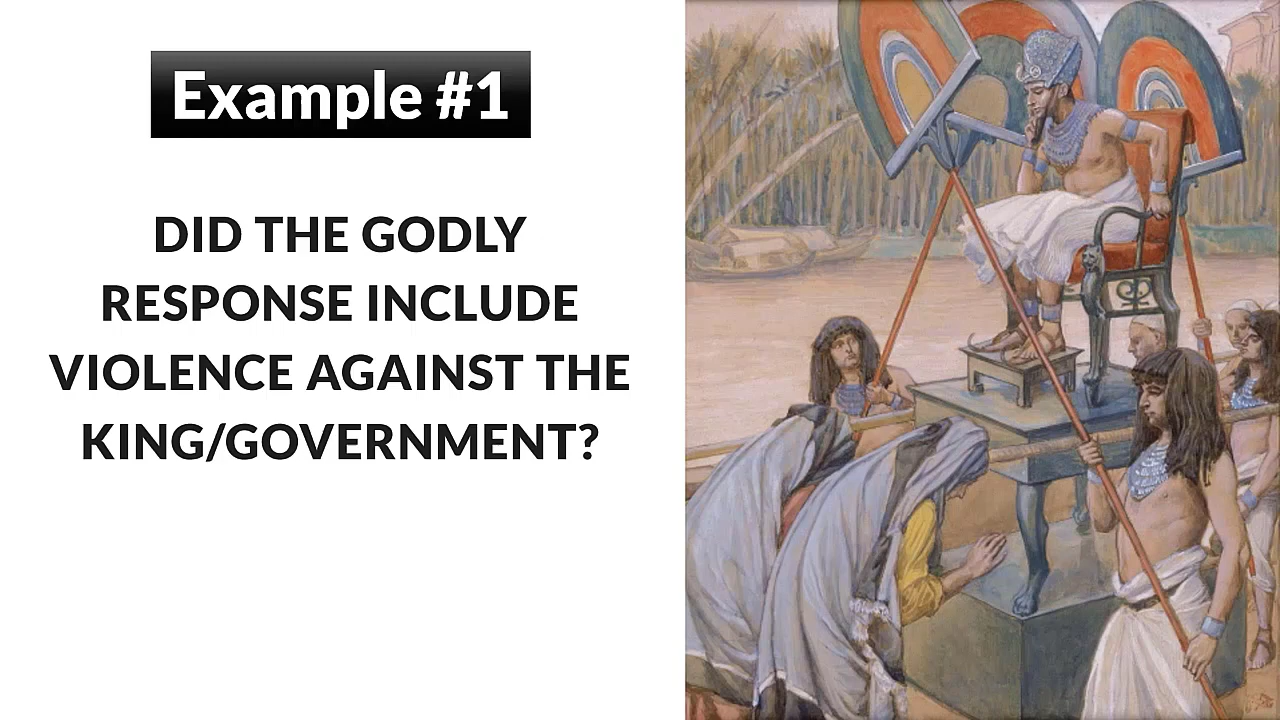 Example #1
DID THE GODLY
RESPONSE INCLUDE
VIOLENCE AGAINST THE
KING/GOVERNMENT?